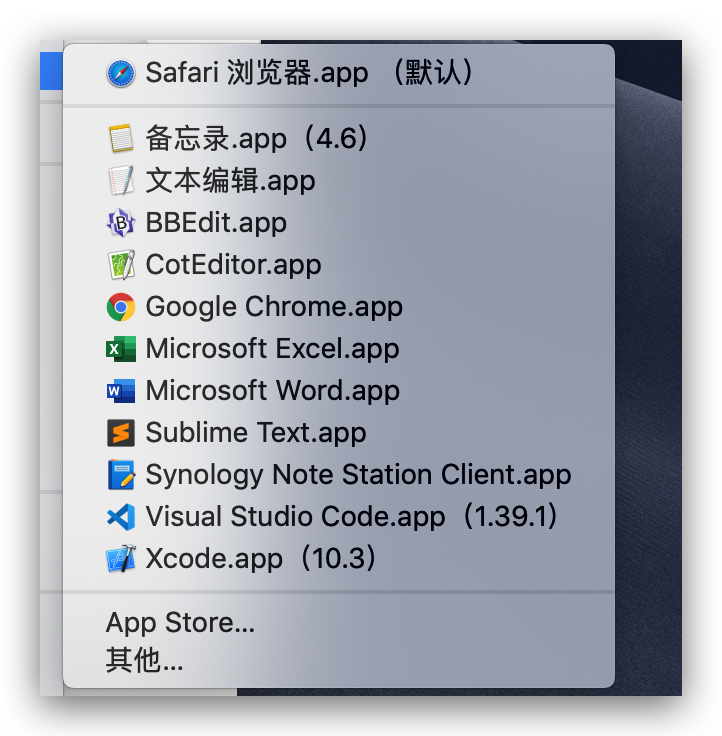 Safari 浏览器.app （默认）
备忘录.app（4.6）
文本编辑.app
BBEdit.app
CotEditor.app
Google Chrome.app
Microsoft Excel.app
Microsoft Word.app
Sublime Text.app
Synology Note Station Client.app
Visual Studio Code.app（1.39.1）
Xcode.app（10.3）
App Store...
其他...